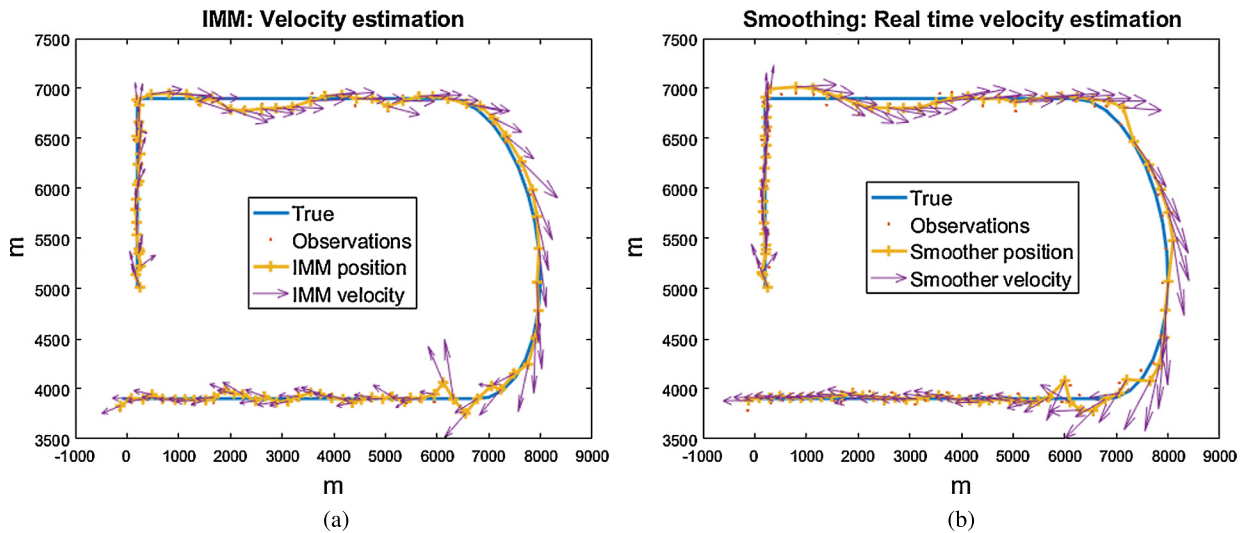 IMM: Velocity estimation
7500
7000
6500
6000
5500
5000
4500
4000
3500
m
True
Observations
IMM position
IMM velocity
-1000 0 1000 2000 3000 4000 5000 6000 7000 8000 9000
m
(a)
Smoothing: Real time velocity estimation
7500
7000
6500
6000
5500
5000
4500
4000
3500
m
True
Observations
Smoother position
Smoother velocity
-1000 0 1000 2000 3000 4000 5000 6000 7000 8000 9000
m
(b)